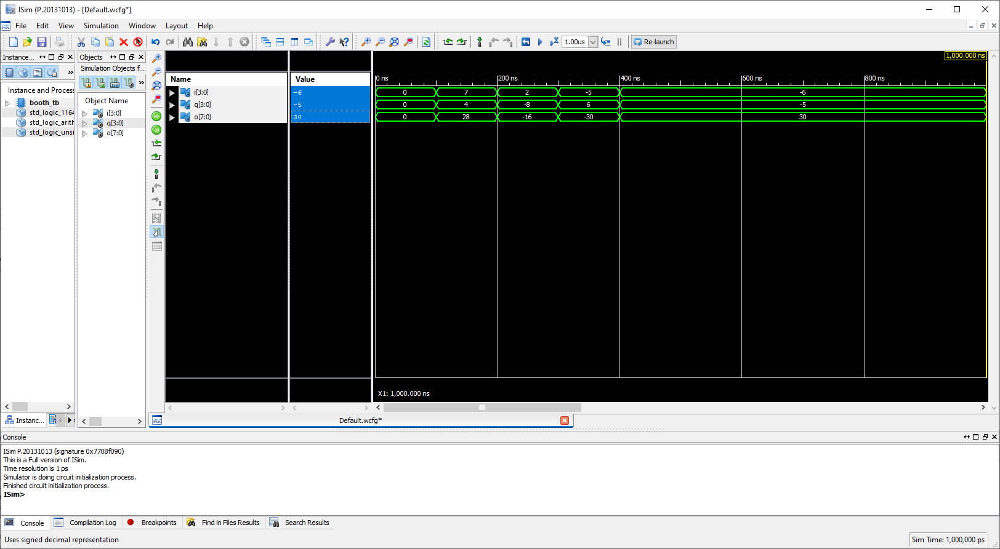 ISim (P.20131013) - [Default.wcfg*]
File Edit View Simulation Window Layout Help
1.00us
Re-launch
Instance...
Objects
Simulation Objects f...
Instance and Process
booth_tb
std_logic_1164
std_logic_arith
std_logic_unsi
Object Name
i[3:0]
q[3:0]
o[7:0]
Name Value
i[3:0] -6
q[3:0] -5
o[7:0] 30
1,000.000 ns
0 ns 200 ns 400 ns 600 ns 800 ns
0 7 2 -5 -6
0 4 -8 6 -5
0 28 -16 -30 30
X1: 1,000.000 ns
Instanc...
Default.wcfg*
Console
ISim P.20131013 (signature 0x7708f090)
This is a Full version of ISim.
Time resolution is 1 ps
Simulator is doing circuit initialization process.
Finished circuit initialization process.
ISim>
Console Compilation Log Breakpoints Find in Files Results Search Results
Uses signed decimal representation
Sim Time: 1,000,000 ps